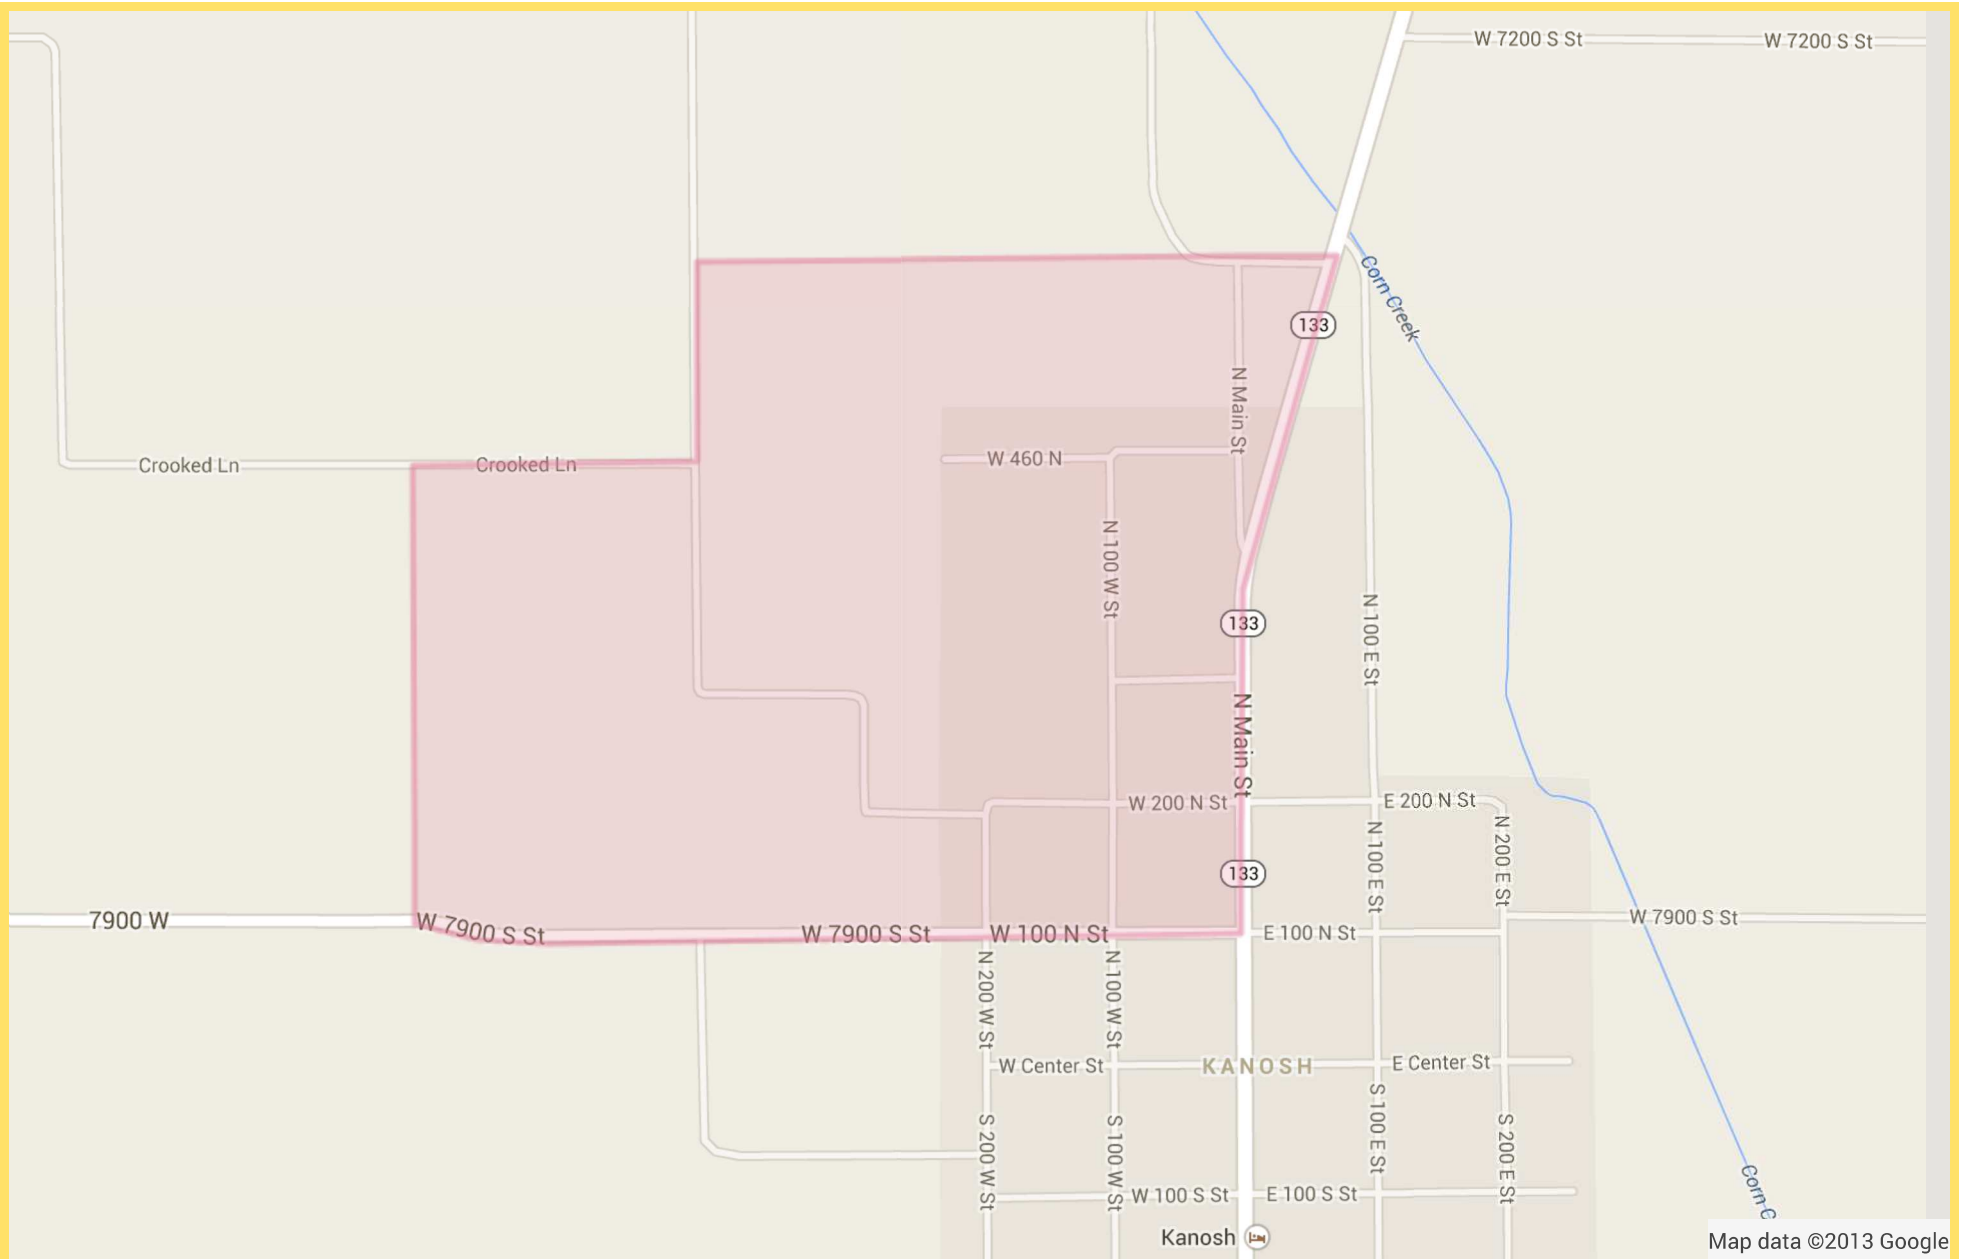 W 7200 S St
W 7200 S St
Corn Creek
133
N Main St
Crooked Ln
Crooked Ln
W 460 N
N 100 W St
133
N 100 E St
N Main St
W 200 N St
E 200 N St
N 100 E St
N 200 E St
133
7900 W
W 7900 S St
W 7900 S St
W 100 N St
E 100 N St
W 7900 S St
N 200 W St
N 100 W St
W Center St
KANOSH
E Center St
S 200 W St
S 100 W St
S 100 E St
S 200 E St
W 100 S St
E 100 S St
Corn C
Kanosh
Map data ©2013 Google